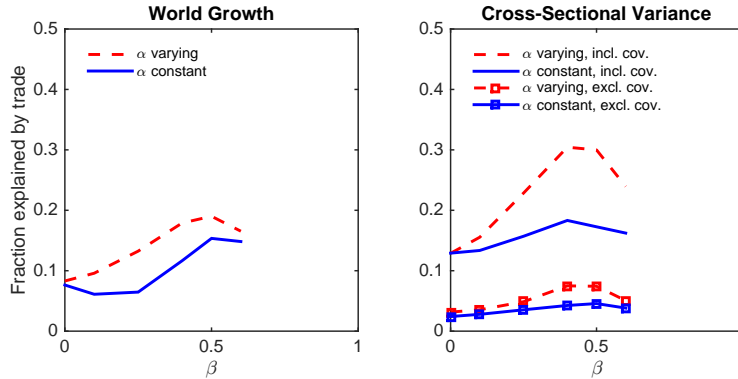 World Growth
Fraction explained by trade
0.5
0.4
0.3
0.2
0.1
0
α varying
α constant
0
0.5
1
β
Cross-Sectional Variance
0.5
0.4
0.3
0.2
0.1
0
α varying, incl. cov.
α constant, incl. cov.
α varying, excl. cov.
α constant, excl. cov.
0
0.5
β